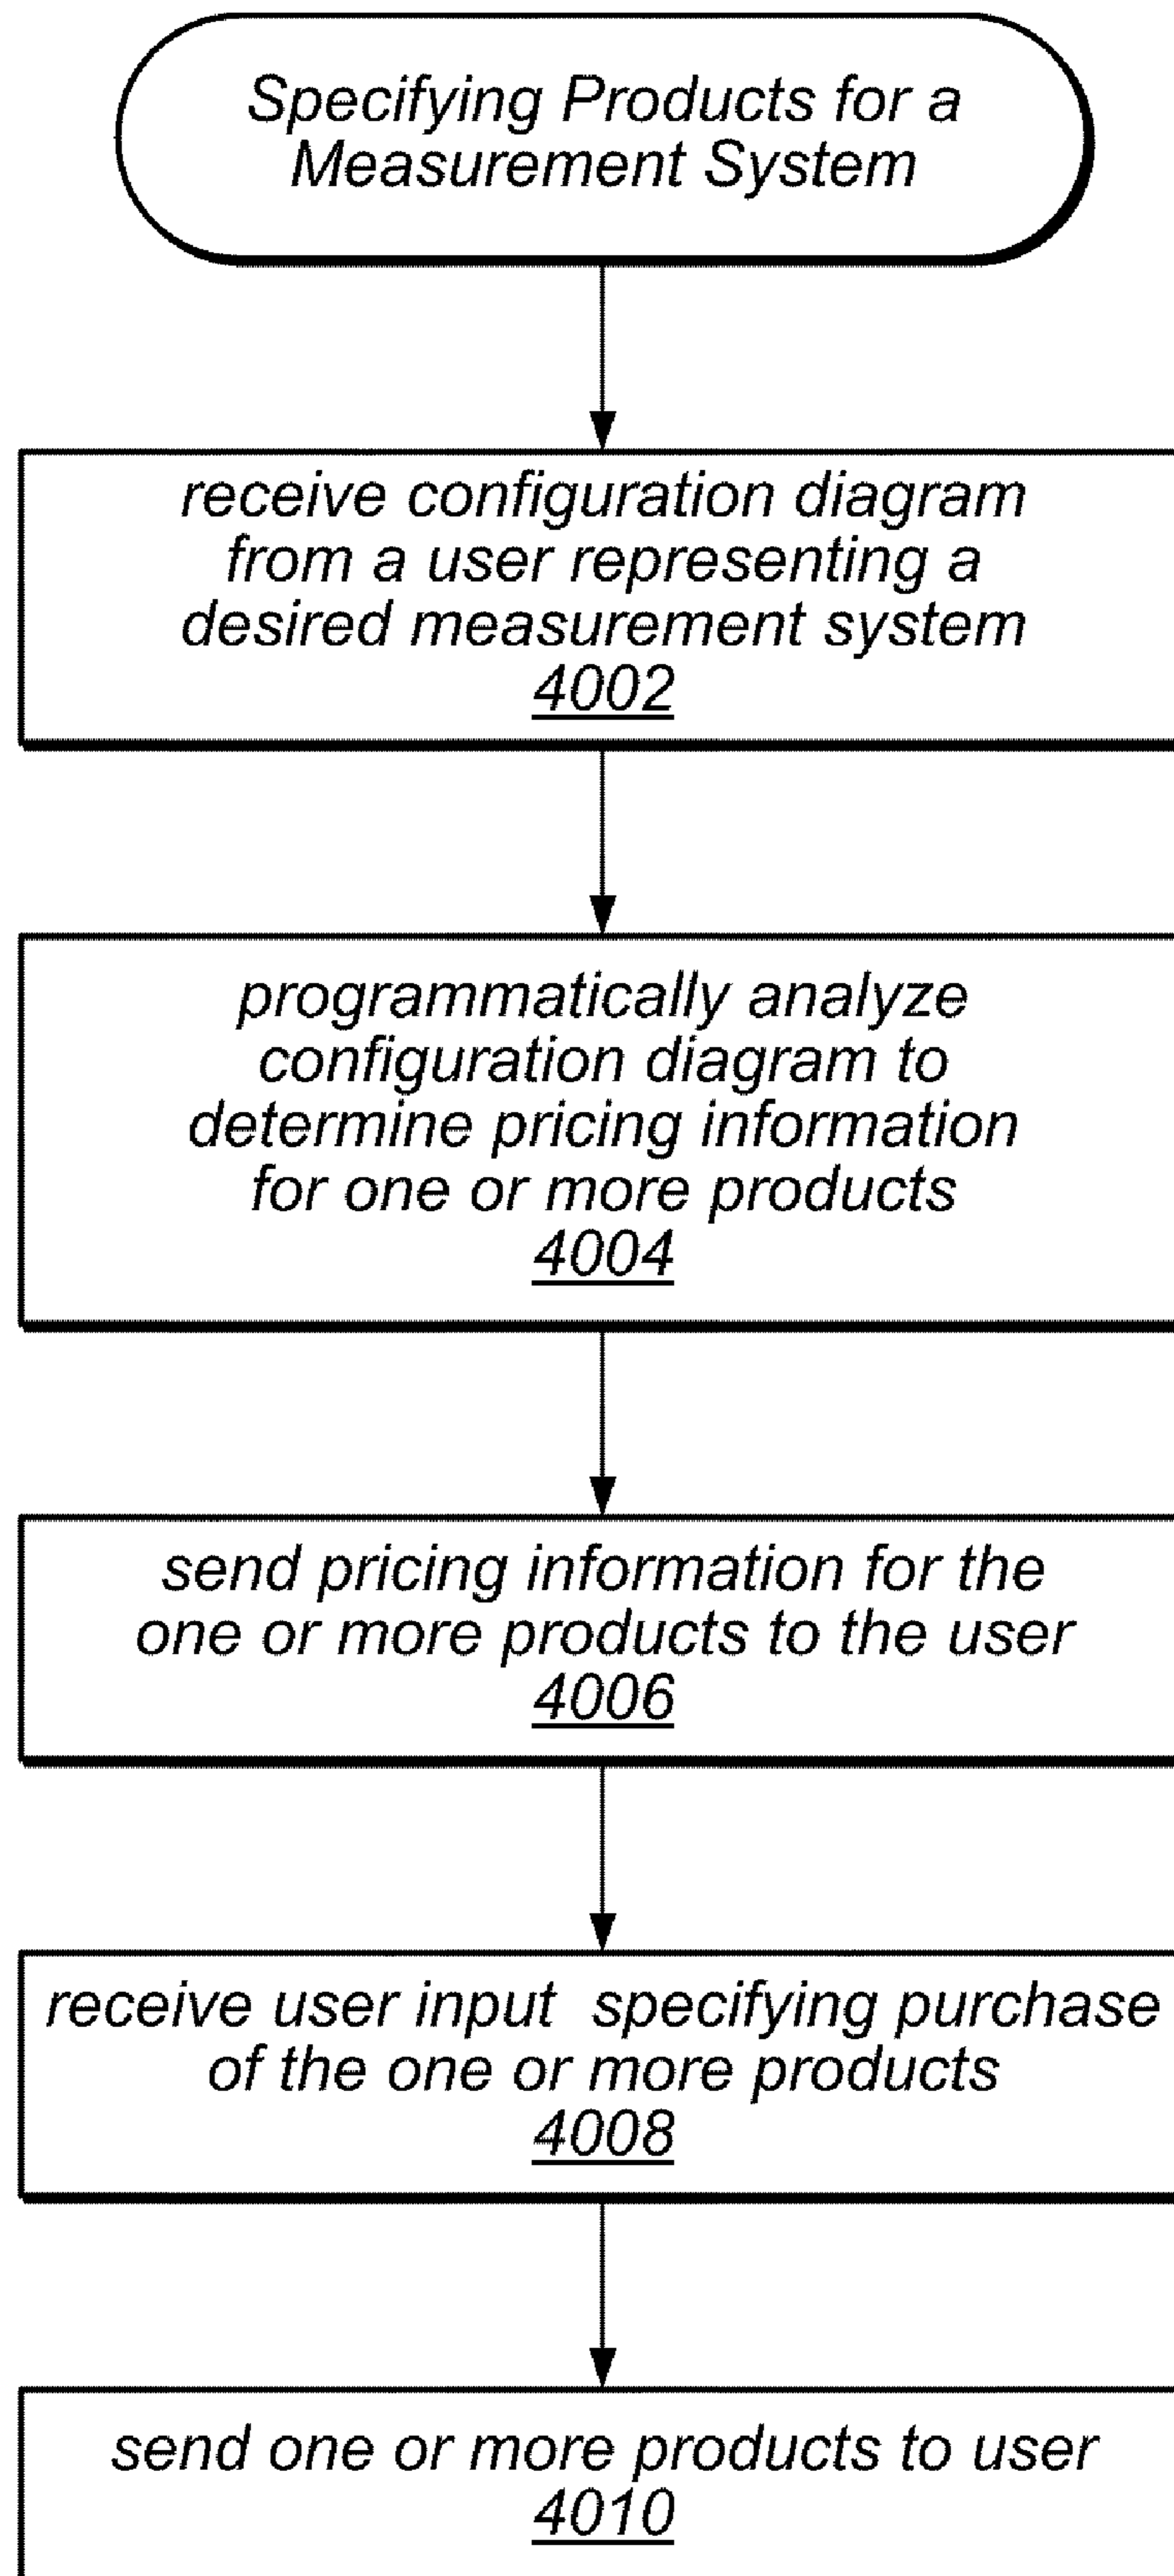 Specifying Products for a
Measurement System
receive configuration diagram
from a user representing a
desired measurement system
4002
programmatically analyze
configuration diagram to
determine pricing information
for one or more products
4004
send pricing information for the
one or more products to the user
4006
receive user input  specifying purchase
of the one or more products
4008
send one or more products to user
4010